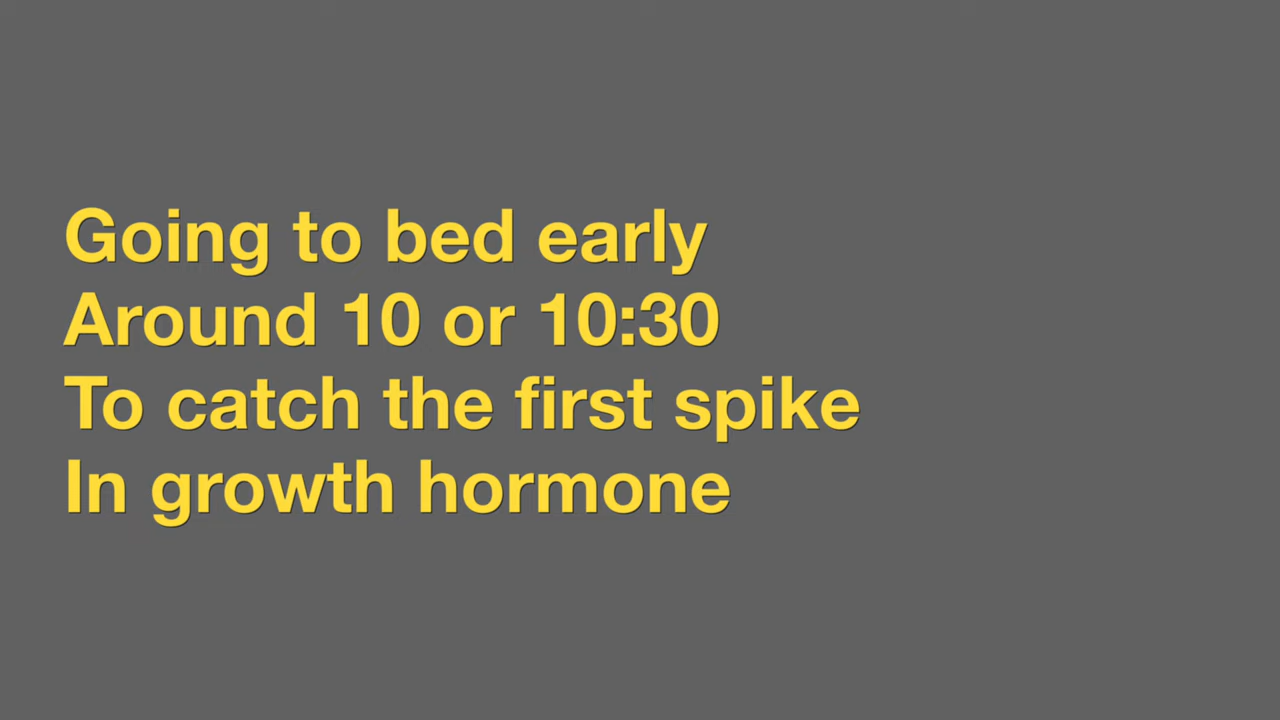 Going to bed early
Around 10 or 10:30
To catch the first spike
In growth hormone